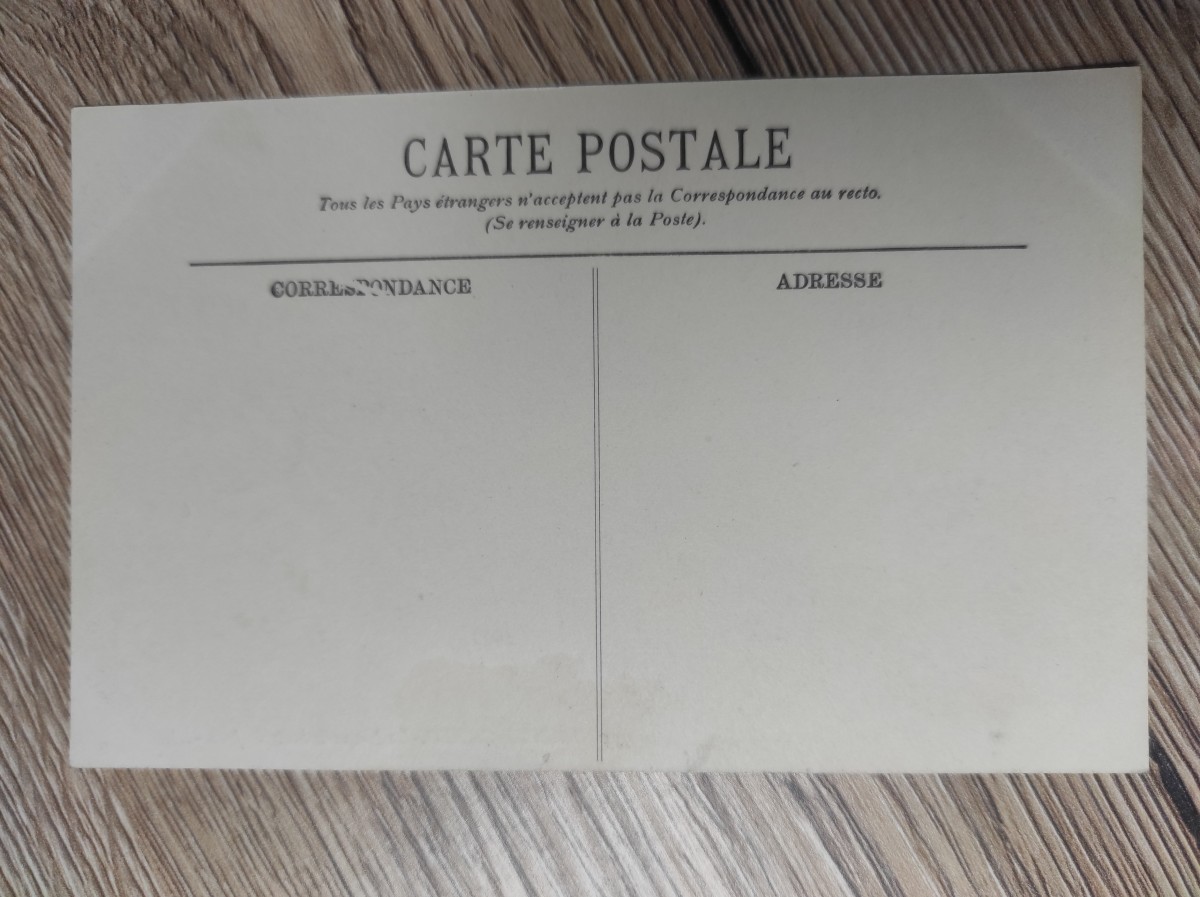 CARTE POSTALE
Tous les Pays étrangers n'acceptent pas la Correspondance au recto.
(Se renseigner à la Poste).
CORRESPONDANCE
ADRESSE